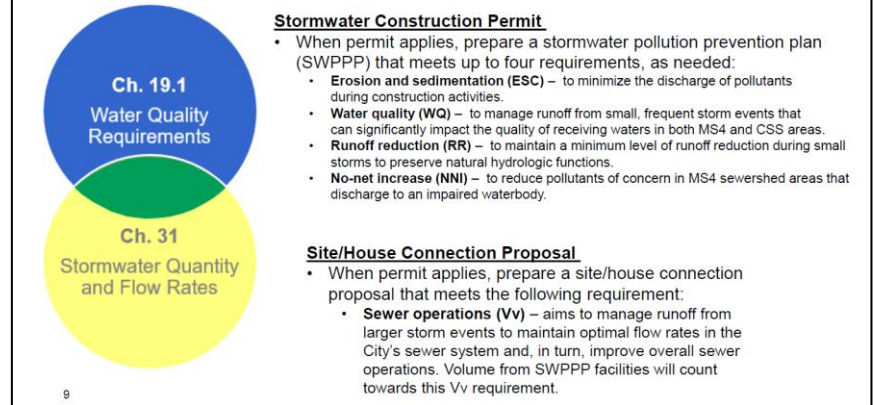 Ch. 19.1
Water Quality
Requirements
Ch. 31
Stormwater Quantity
and Flow Rates
Stormwater Construction Permit
• When permit applies, prepare a stormwater pollution prevention plan
(SWPPP) that meets up to four requirements, as needed:
• Erosion and sedimentation (ESC) – to minimize the discharge of pollutants
during construction activities.
• Water quality (WQ) – to manage runoff from small, frequent storm events that
can significantly impact the quality of receiving waters in both MS4 and CSS areas.
• Runoff reduction (RR) – to maintain a minimum level of runoff reduction during small
storms to preserve natural hydrologic functions.
• No-net increase (NNI) – to reduce pollutants of concern in MS4 sewershed areas that
discharge to an impaired waterbody.
Site/House Connection Proposal
• When permit applies, prepare a site/house connection
proposal that meets the following requirement:
• Sewer operations (Vv) – aims to manage runoff from
larger storm events to maintain optimal flow rates in the
City's sewer system and, in turn, improve overall sewer
operations. Volume from SWPPP facilities will count
towards this Vv requirement.
9